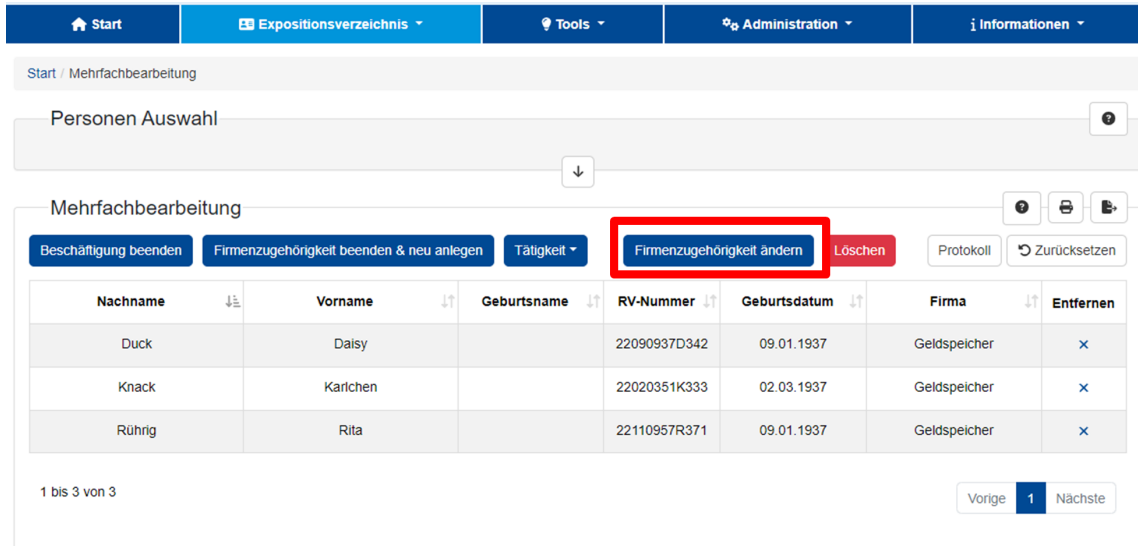 Start Expositionsverzeichnis Tools Administration Informationen
Start / Mehrfachbearbeitung
Personen Auswahl
Mehrfachbearbeitung
Beschäftigung beenden Firmenzugehörigkeit beenden & neu anlegen Tätigkeit Firmenzugehörigkeit ändern Löschen Protokoll Zurücksetzen
Nachname Vorname Geburtsname RV-Nummer Geburtsdatum Firma Entfernen
Duck Daisy 22090937D342 09.01.1937 Geldspeicher
Knack Karlchen 22020351K333 02.03.1937 Geldspeicher
Rührig Rita 22110957R371 09.01.1937 Geldspeicher
1 bis 3 von 3
Vorige 1 Nächste